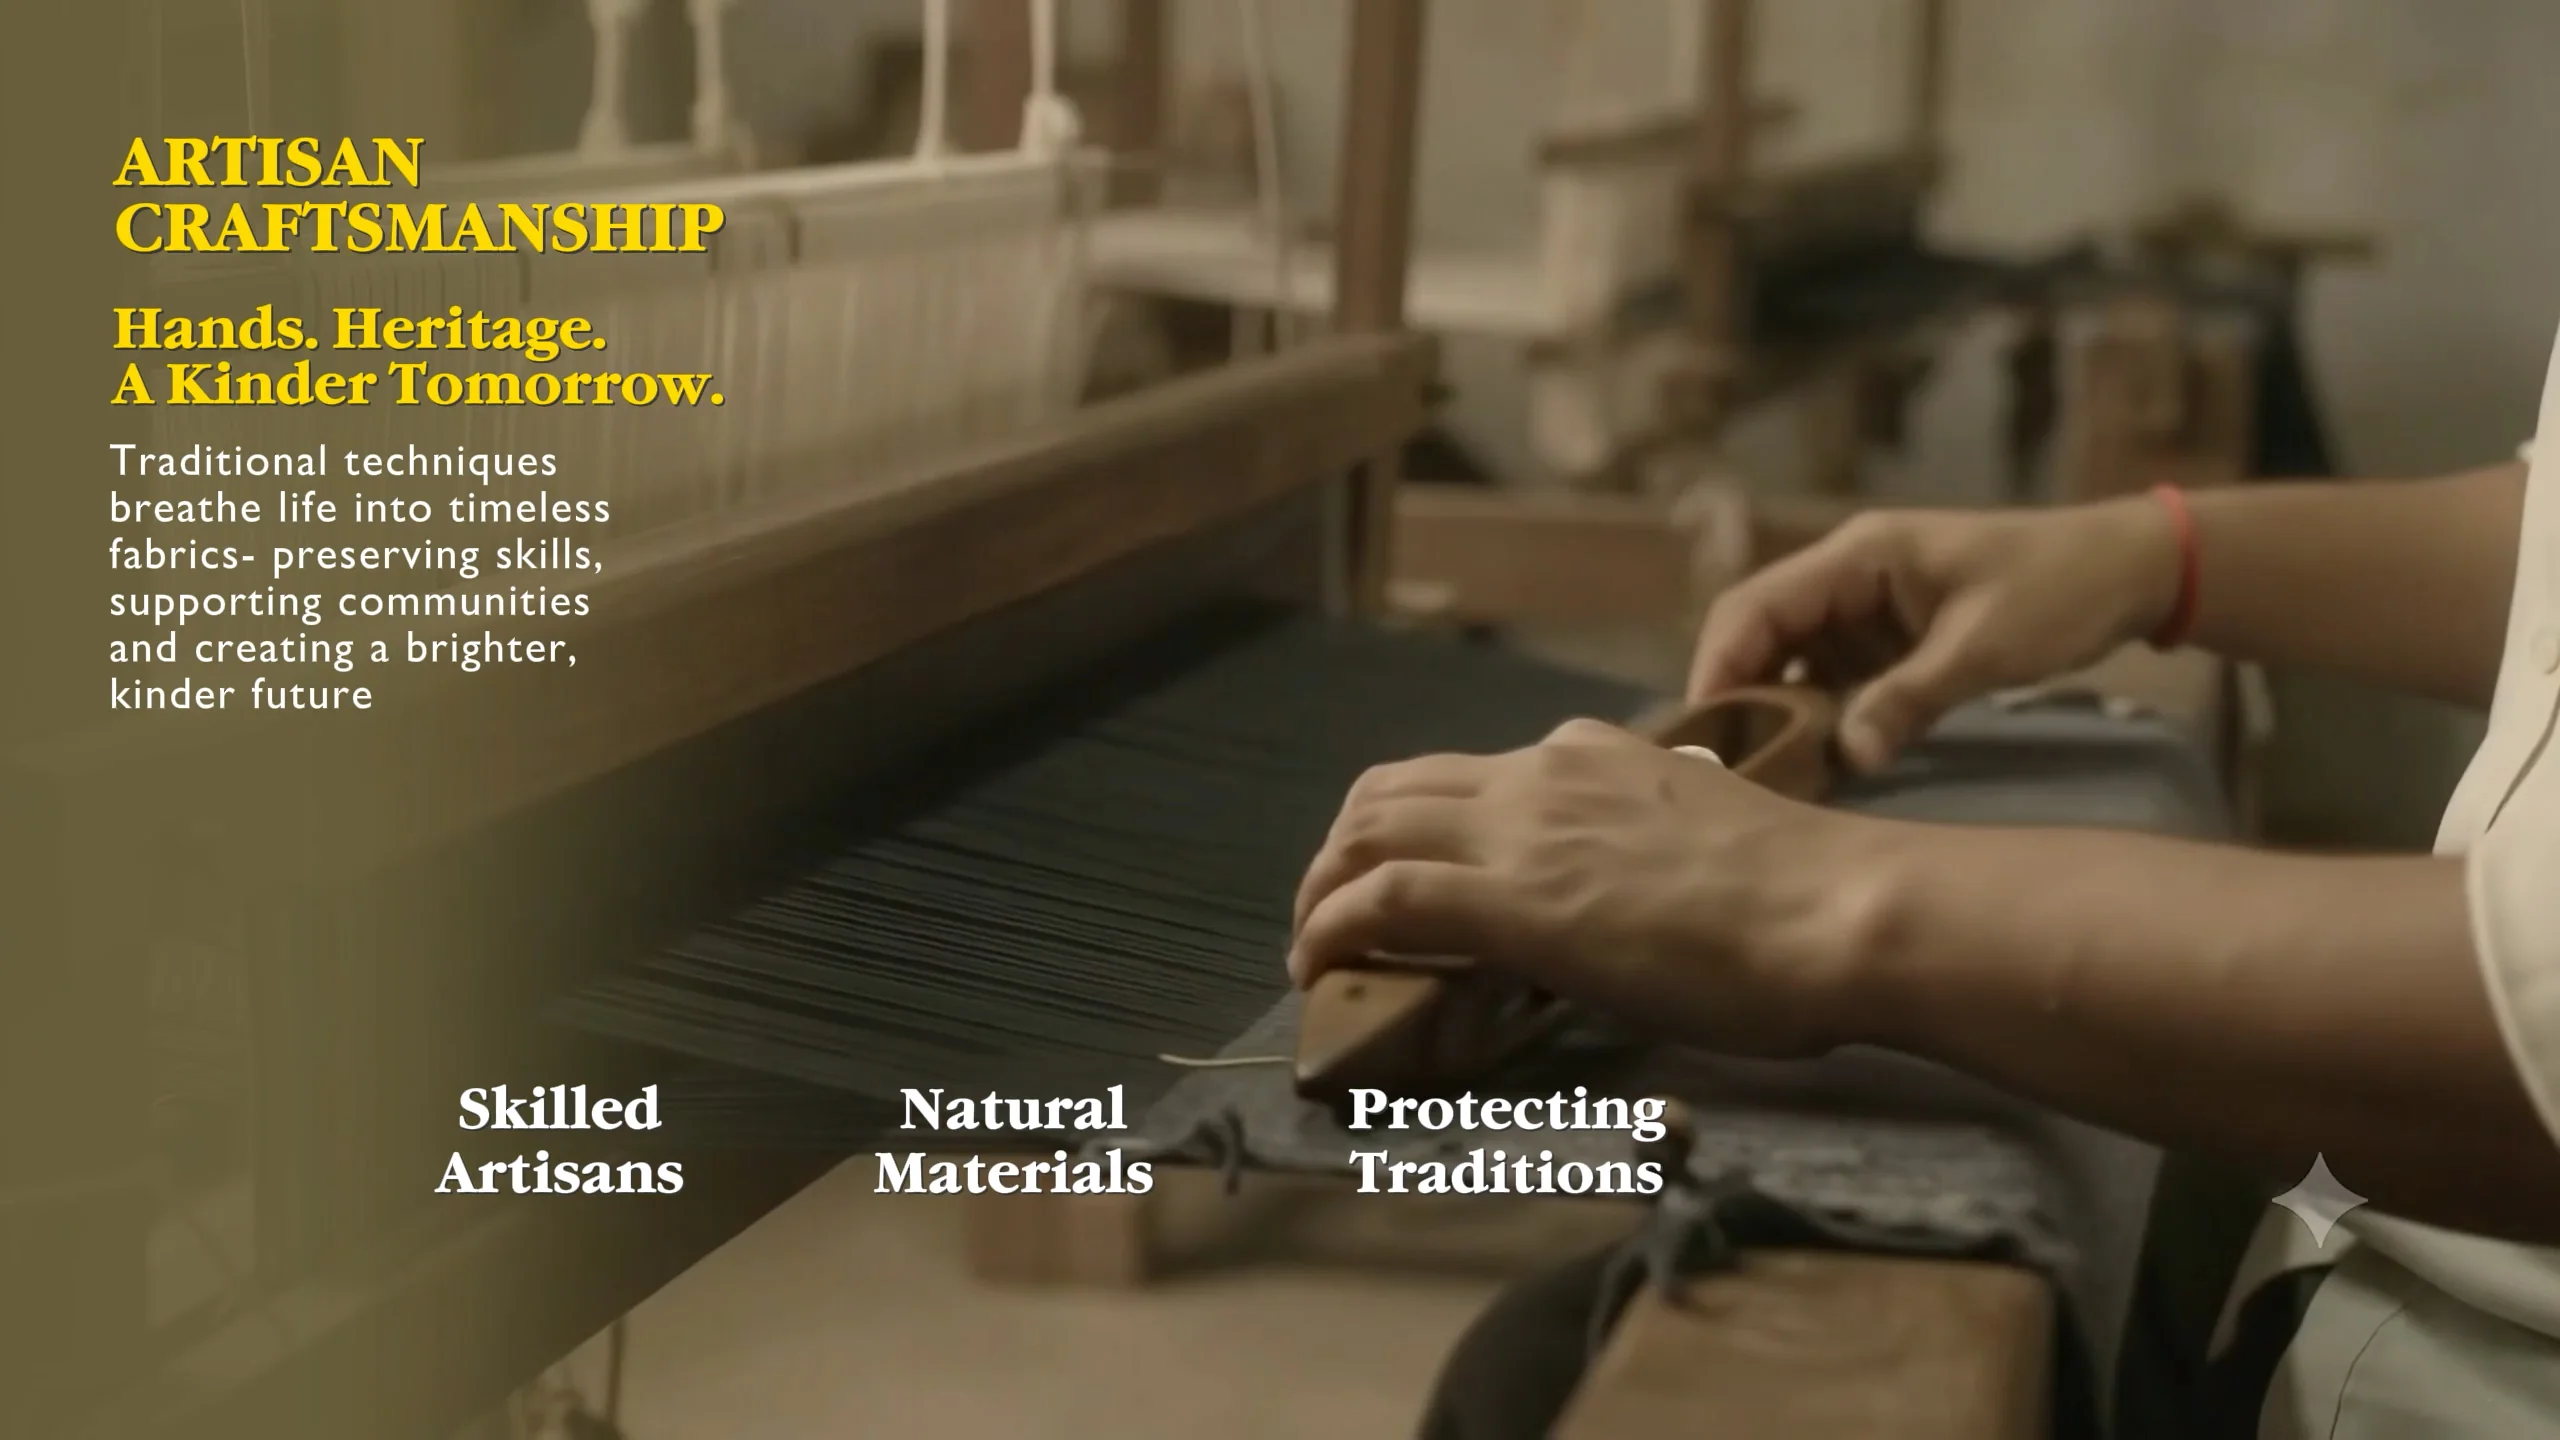 ARTISAN
CRAFTSMANSHIP
Hands. Heritage.
A Kinder Tomorrow.
Traditional techniques
breathe life into timeless
fabrics- preserving skills,
supporting communities
and creating a brighter,
kinder future
Skilled
Artisans
Natural
Materials
Protecting
Traditions